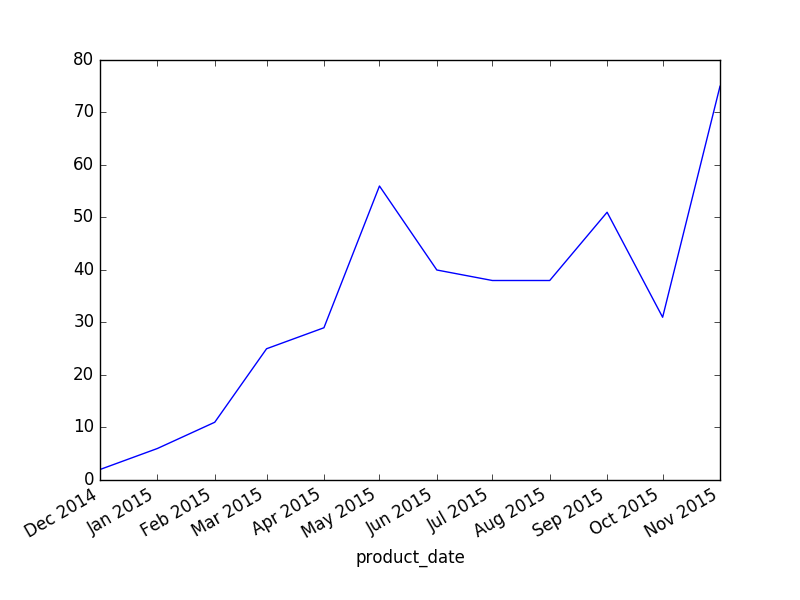 80
70
60
50
40
30
20
10
0
Dec 2014
Jan 2015
Feb 2015
Mar 2015
Apr 2015
May 2015
Jun 2015
Jul 2015
Aug 2015
Sep 2015
Oct 2015
Nov 2015
product_date